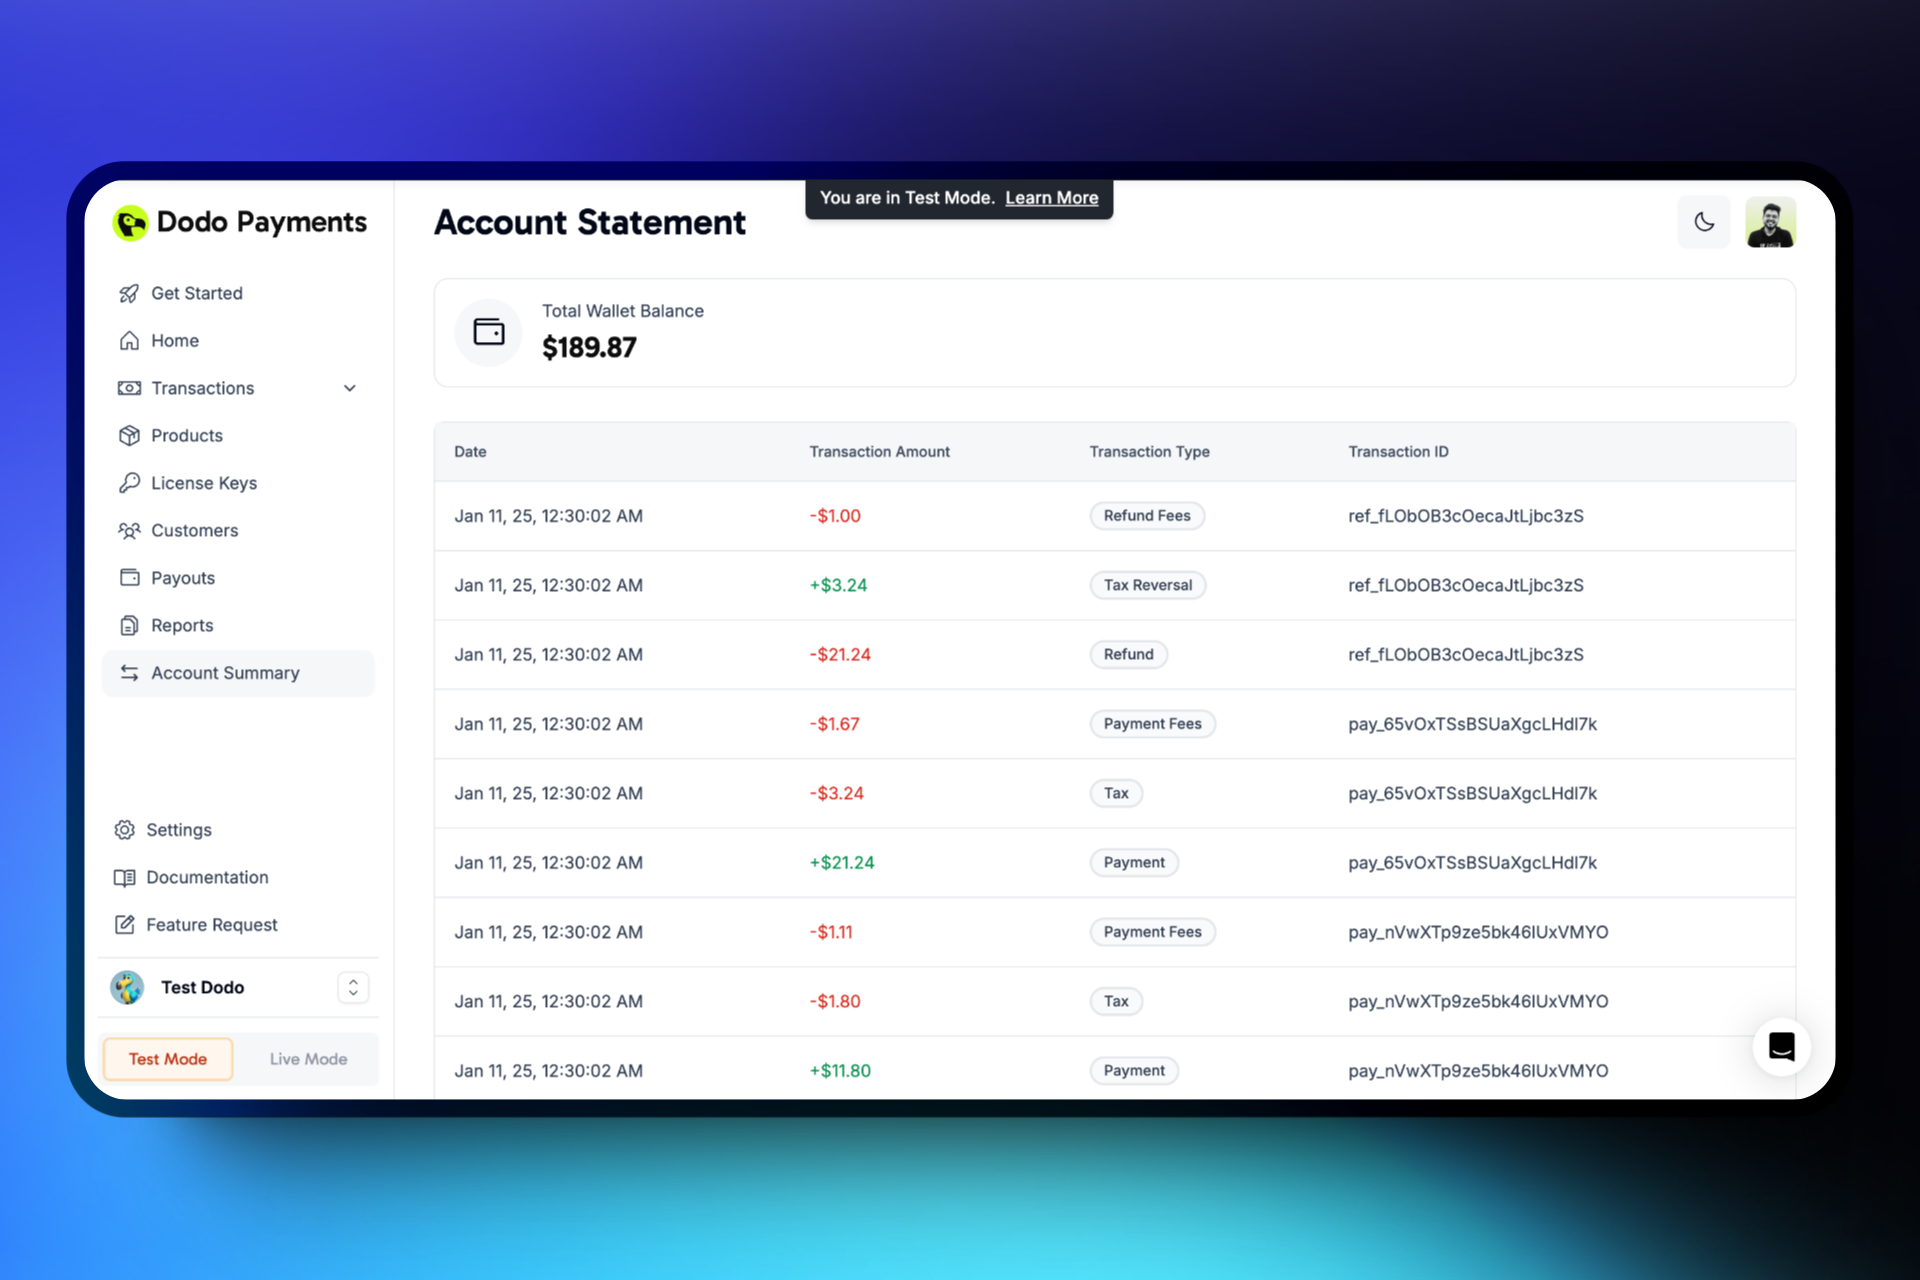 You are in Test Mode. Learn More
Dodo Payments
Account Statement
Get Started
Home
Transactions
Products
License Keys
Customers
Payouts
Reports
Account Summary
Settings
Documentation
Feature Request
Test Dodo
Test Mode Live Mode
Total Wallet Balance
$189.87
Date Transaction Amount Transaction Type Transaction ID
Jan 11, 25, 12:30:02 AM -$1.00 Refund Fees ref_fLObOB3cOecaJtLjbc3zS
Jan 11, 25, 12:30:02 AM +$3.24 Tax Reversal ref_fLObOB3cOecaJtLjbc3zS
Jan 11, 25, 12:30:02 AM -$21.24 Refund ref_fLObOB3cOecaJtLjbc3zS
Jan 11, 25, 12:30:02 AM -$1.67 Payment Fees pay_65vOxTSsBSUaXgcLHdl7k
Jan 11, 25, 12:30:02 AM -$3.24 Tax pay_65vOxTSsBSUaXgcLHdl7k
Jan 11, 25, 12:30:02 AM +$21.24 Payment pay_65vOxTSsBSUaXgcLHdl7k
Jan 11, 25, 12:30:02 AM -$1.11 Payment Fees pay_nVwXTp9ze5bk46IUxVMYO
Jan 11, 25, 12:30:02 AM -$1.80 Tax pay_nVwXTp9ze5bk46IUxVMYO
Jan 11, 25, 12:30:02 AM +$11.80 Payment pay_nVwXTp9ze5bk46IUxVMYO